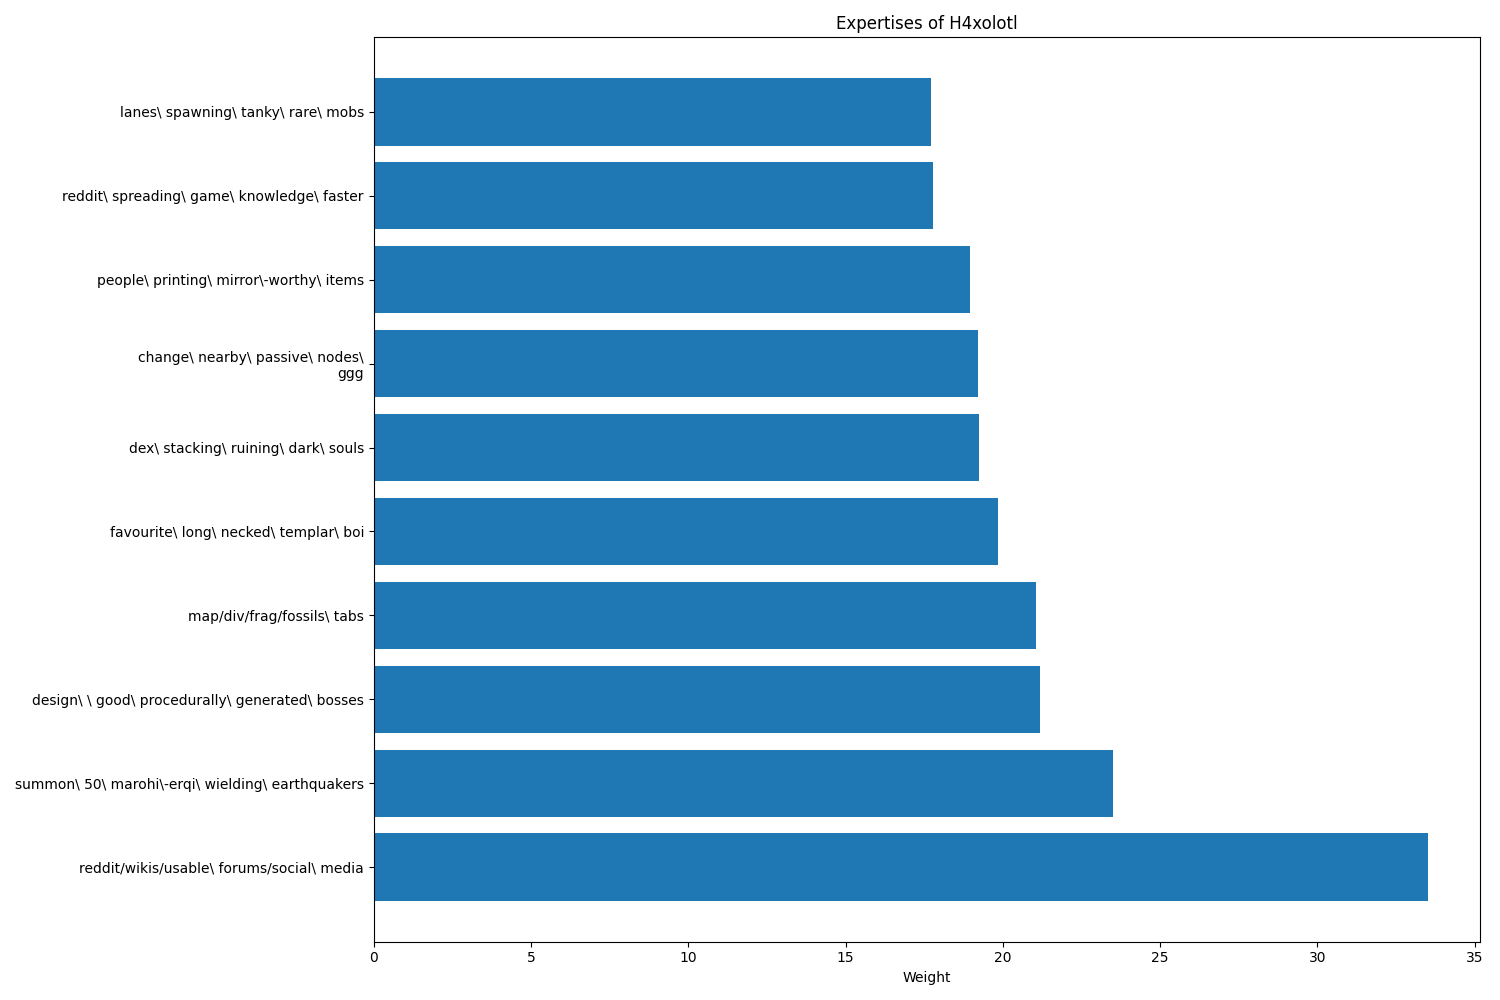 Expertises of H4xolotl
lanes\ spawning\ tanky\ rare\ mobs
reddit\ spreading\ game\ knowledge\ faster
people\ printing\ mirror\-worthy\ items
change\ nearby\ passive\ nodes\
ggg
dex\ stacking\ ruining\ dark\ souls
favourite\ long\ necked\ templar\ boi
map/div/frag/fossils\ tabs
design\ \ good\ procedurally\ generated\ bosses
summon\ 50\ marohi\-erqi\ wielding\ earthquakers
reddit/wikis/usable\ forums/social\ media
0 5 10 15 20 25 30 35
Weight